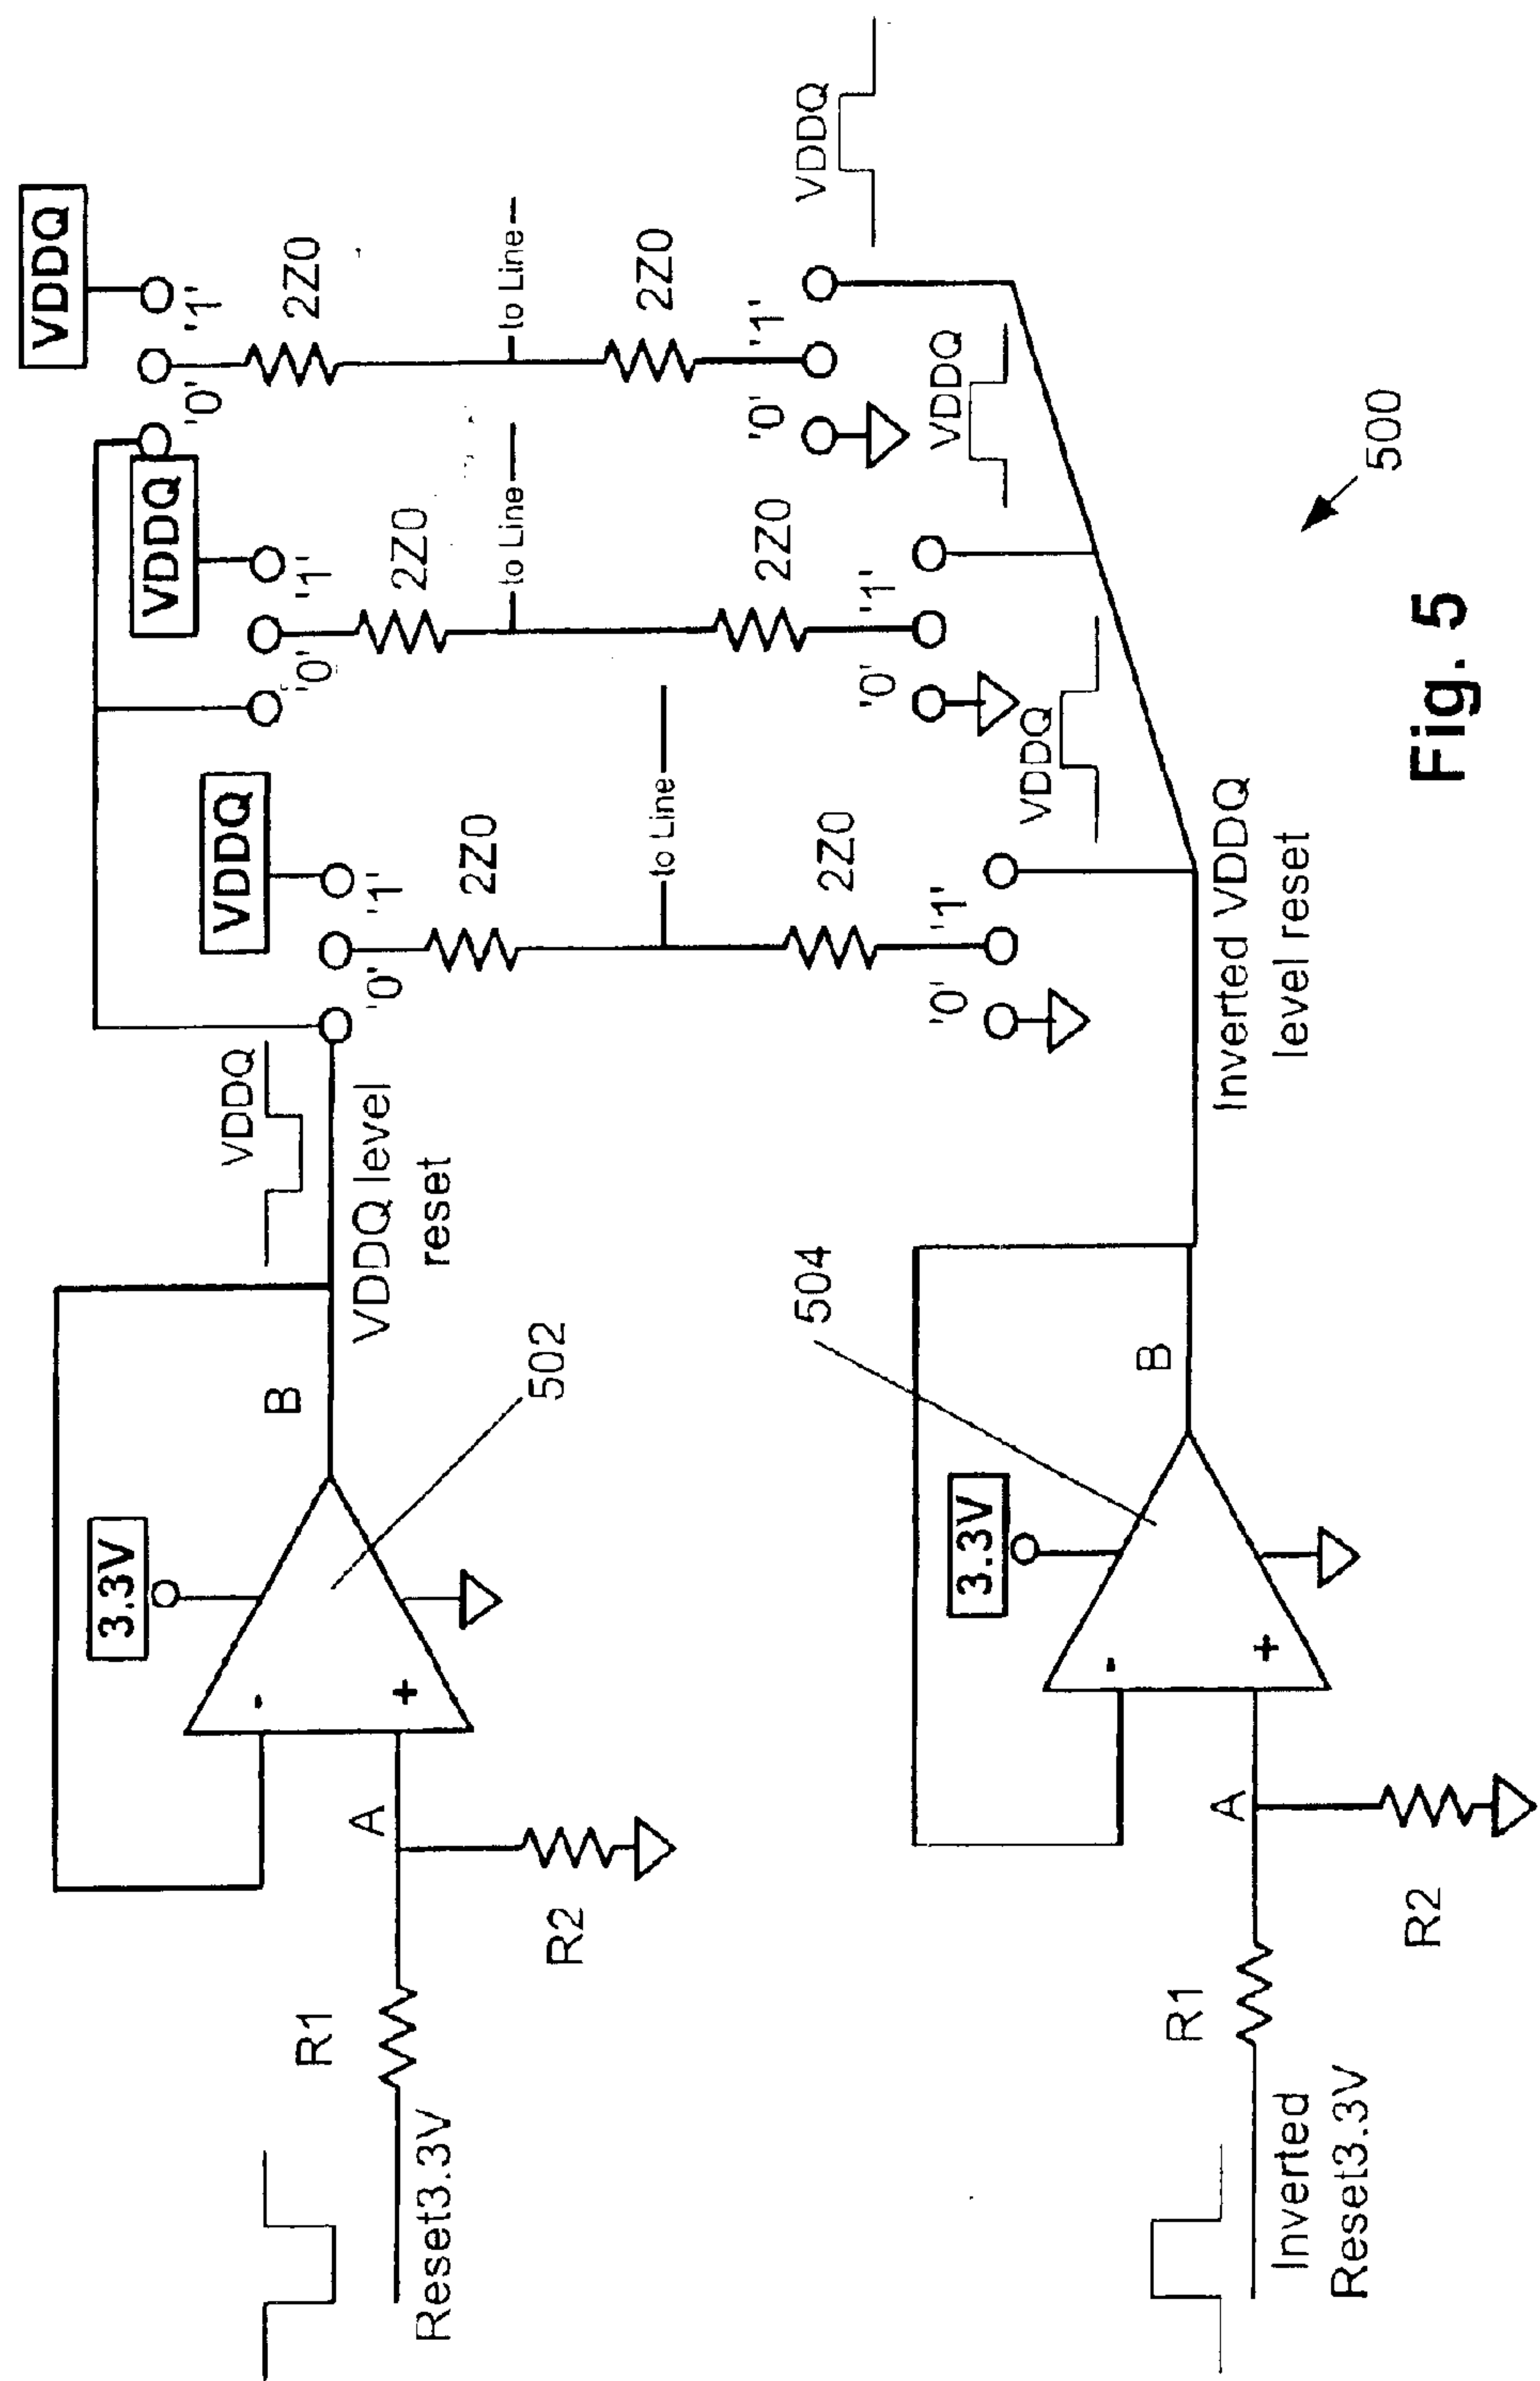 3.3V
B
502
-
+
A
R1
R2
Reset3.3V
VDDQ
VDDQ level
reset
VDDQ
'0'
'1'
2Z0
to Line
2Z0
'0'
'1'
VDDQ
VDDQ
'0'
'1'
2Z0
to Line
2Z0
'0'
'1'
VDDQ
VDDQ
'0'
'1'
2Z0
to Line
2Z0
'0'
'1'
VDDQ
3.3V
504
B
-
+
A
R1
R2
Inverted
Reset3.3V
Inverted VDDQ
level reset
500
Fig. 5